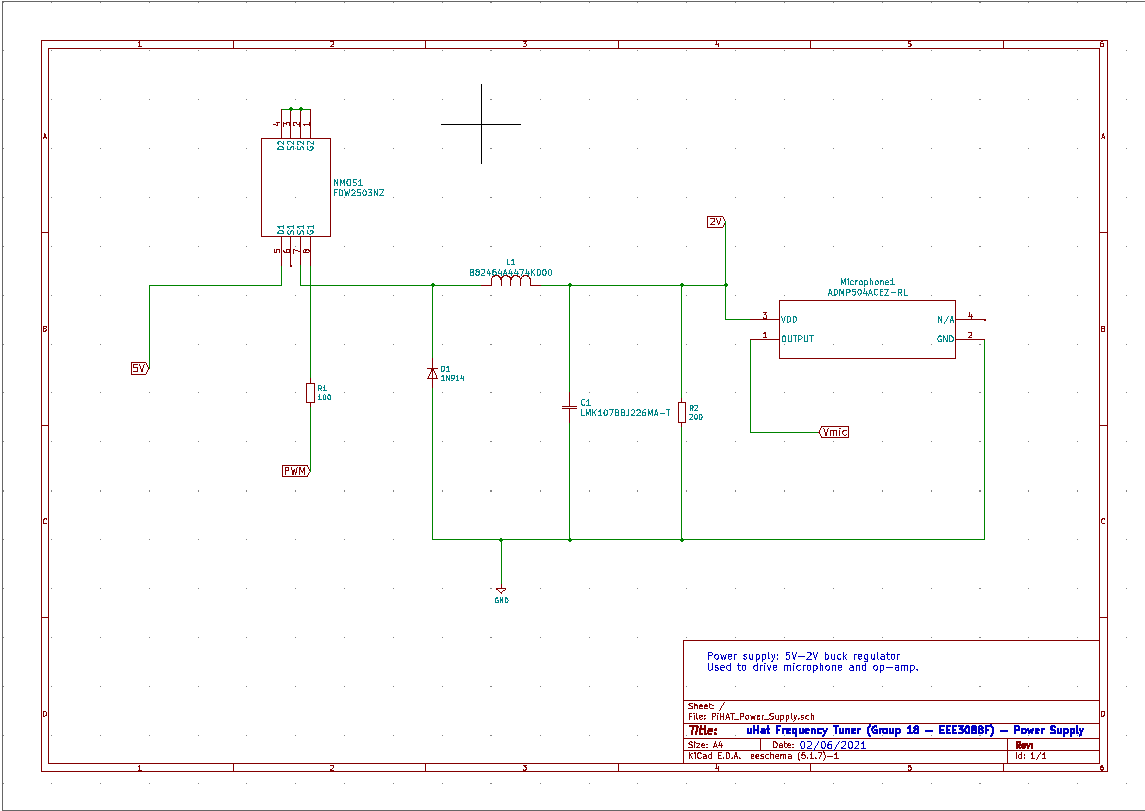 1 2 3 4 5 6
A A
4 3 2 1
D2 S2 S2 G2
NMOS1
FDW2503NZ
D1 S1 S1 G1
5 6 7 8
2V
L1
B82464A4474K000
Microphone1
ADMP504ACEZ-RL
3 VDD N/A 4
1 OUTPUT GND 2
B B
5V
D1
1N914
R1
100
C1
LMK107BBJ226MA-T
R2
200
Vmic
PWM
C C
GND
Power supply: 5V-2V buck regulator
Used to drive microphone and op-amp.
Sheet: /
File: PiHAT_Power_Supply.sch
D D
Title: uHat Frequency Tuner (Group 18 - EEE3088F) - Power Supply
Size: A4 Date: 02/06/2021 Rev:
KiCad E.D.A. eeschema (5.1.7)-1 Id: 1/1
1 2 3 4 5 6